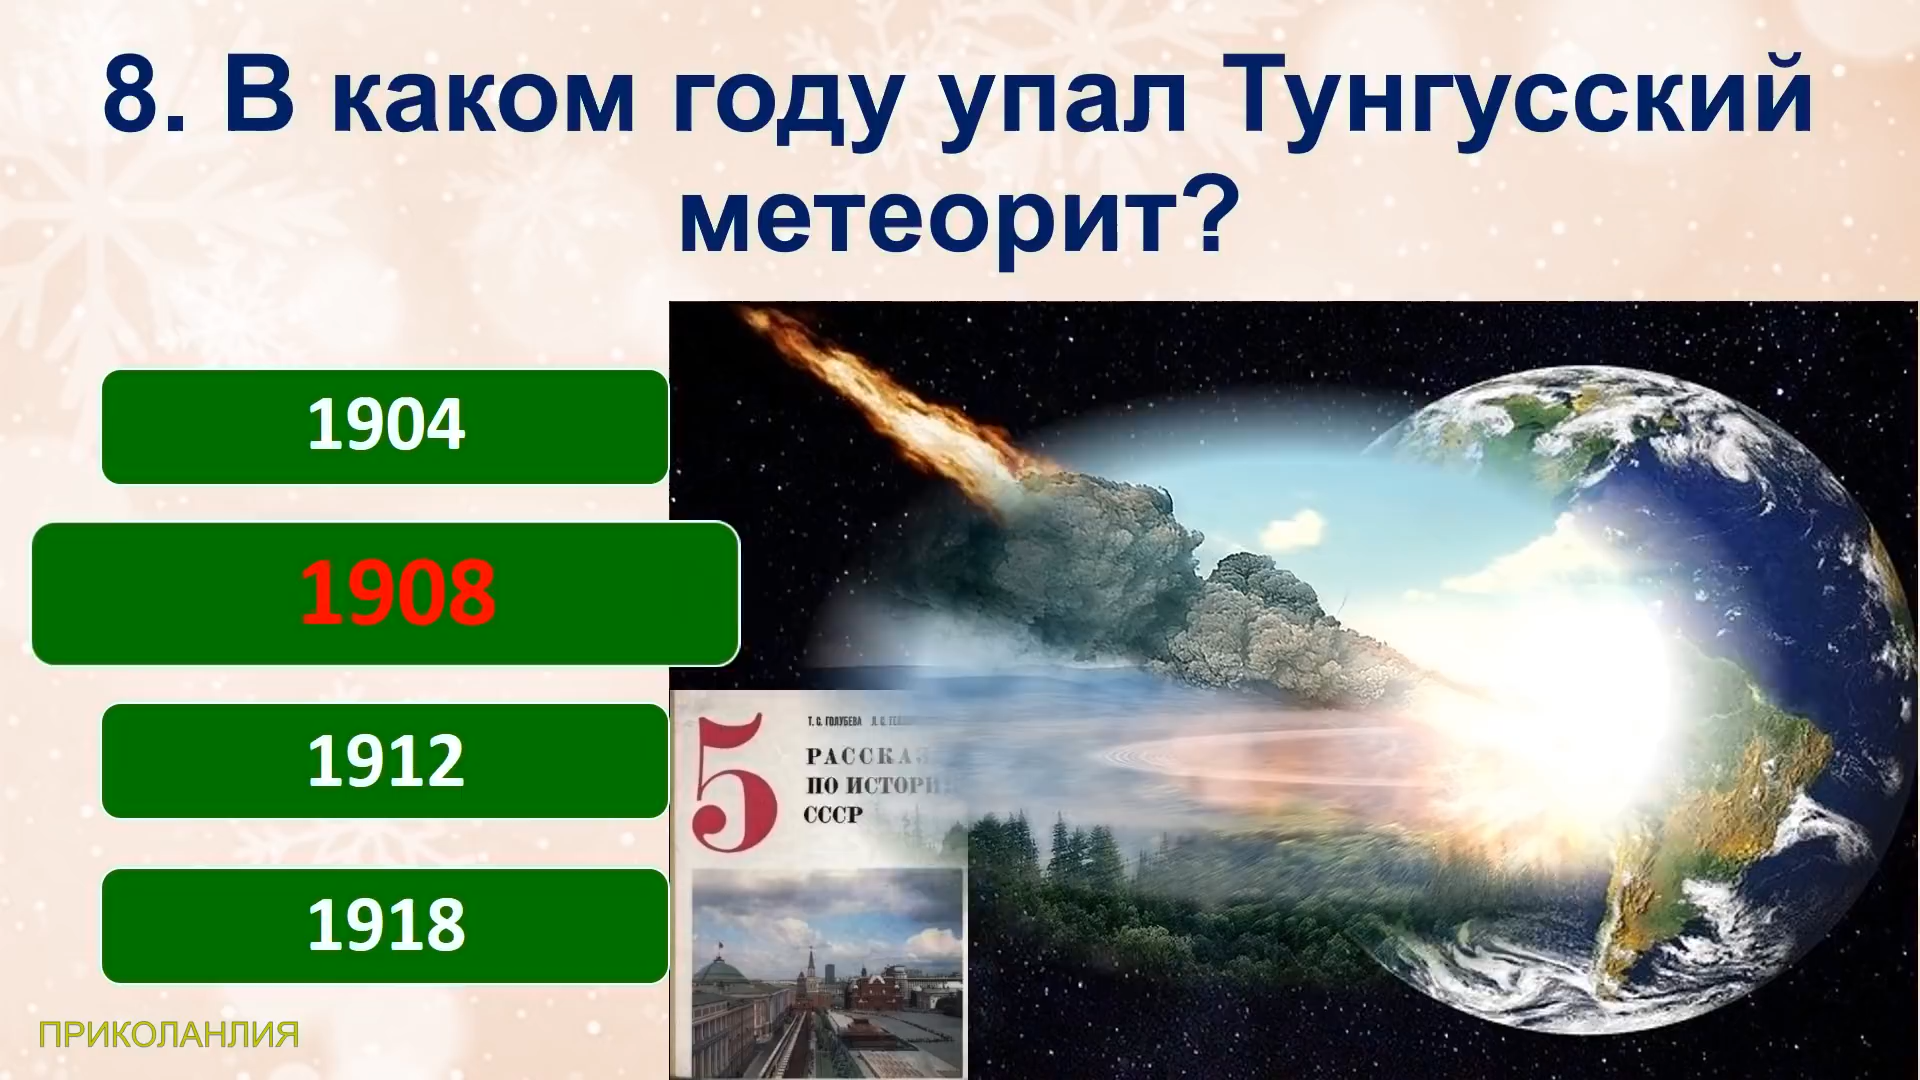 8. В каком году упал Тунгусский
метеорит?
1904
1908
1912
1918
5
Т. С. ГОЛУБЕВА Л. С.
РАССКАЗ
ПО ИСТОРИ
СССР
ПРИКОЛАНЛИЯ